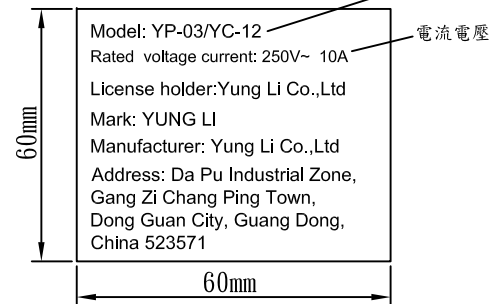 Model: YP-03/YC-12
Rated voltage current: 250V~ 10A
電流電壓
License holder:Yung Li Co.,Ltd
Mark: YUNG LI
Manufacturer: Yung Li Co.,Ltd
Address: Da Pu Industrial Zone,
Gang Zi Chang Ping Town,
Dong Guan City, Guang Dong,
China 523571
60mm
60mm